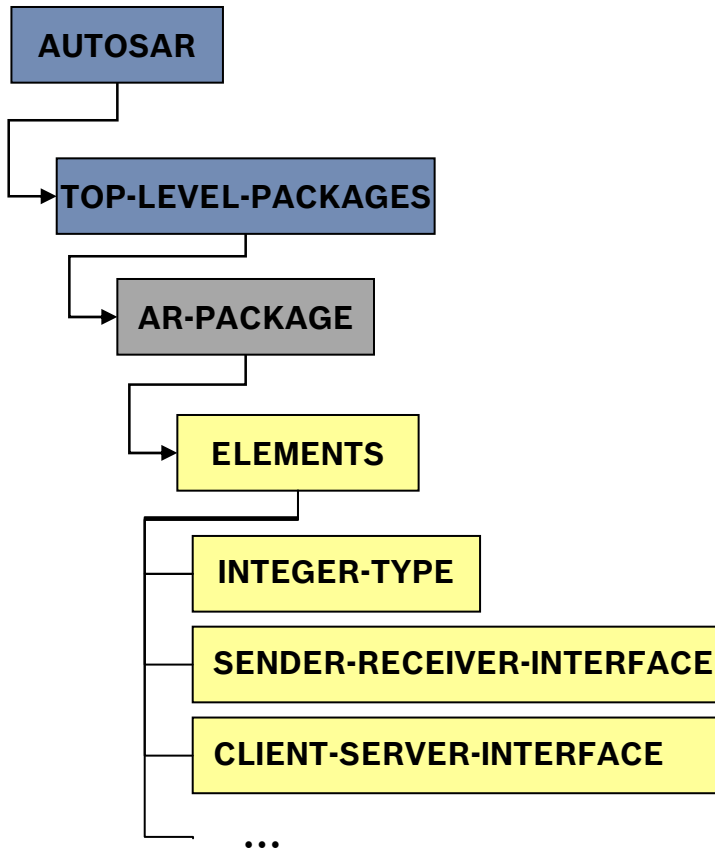 AUTOSAR
TOP-LEVEL-PACKAGES
AR-PACKAGE
ELEMENTS
INTEGER-TYPE
SENDER-RECEIVER-INTERFACE
CLIENT-SERVER-INTERFACE
...